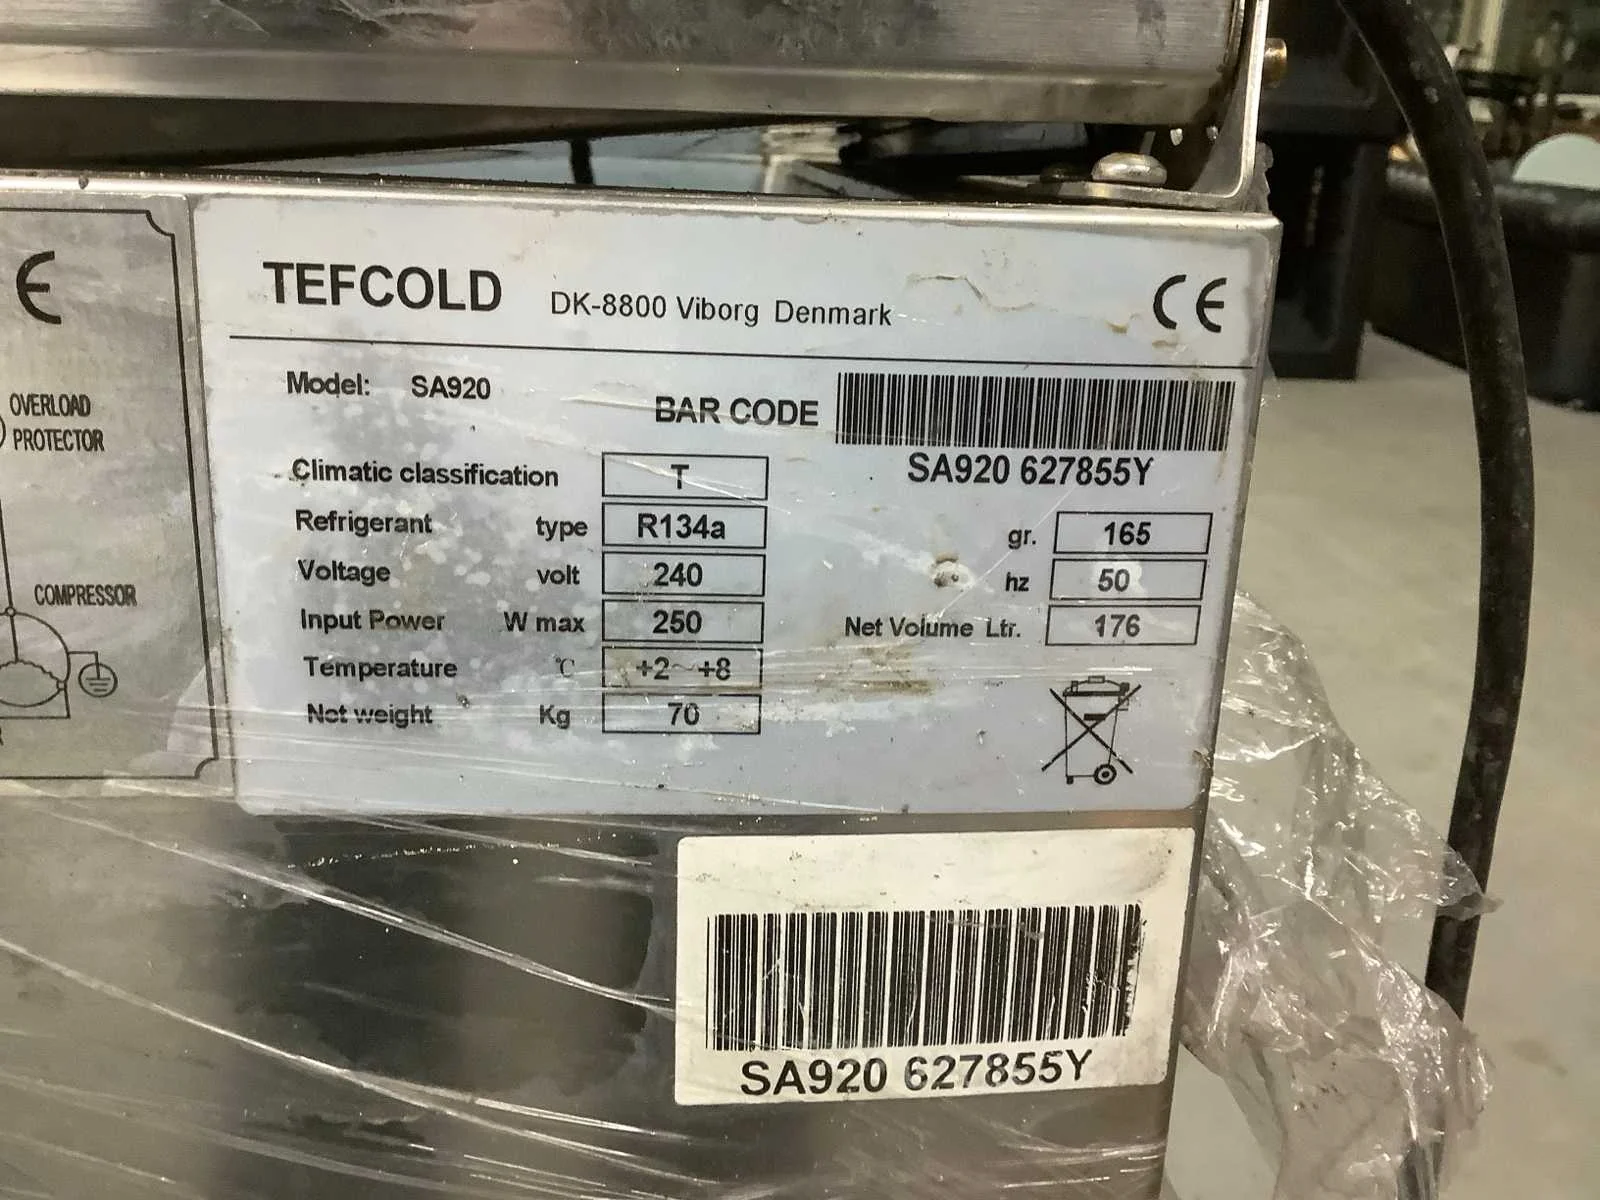 CE
OVERLOAD
PROTECTOR
COMPRESSOR
TEFCOLD DK-8800 Viborg Denmark CE
Model: SA920
BAR CODE
SA920 627855Y
Climatic classification T
Refrigerant type R134a gr. 165
Voltage volt 240 hz 50
Input Power W max 250 Net Volume Ltr. 176
Temperature °C +2~+8
Net weight Kg 70
SA920 627855Y